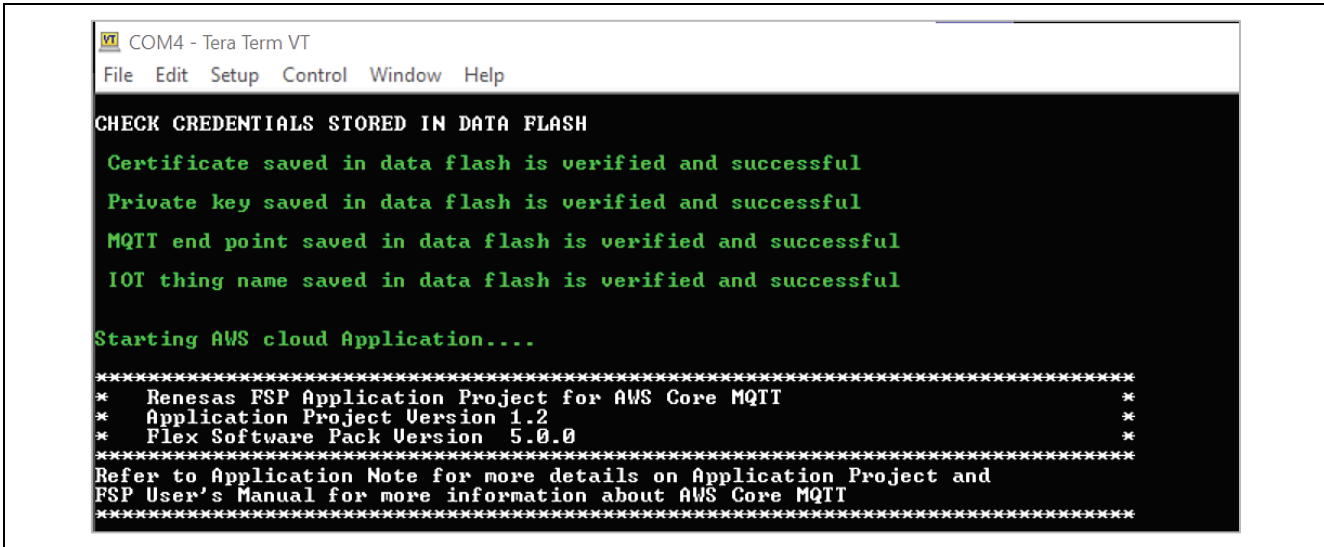 COM4 - Tera Term VT
File Edit Setup Control Window Help
CHECK CREDENTIALS STORED IN DATA FLASH
Certificate saved in data flash is verified and successful
Private key saved in data flash is verified and successful
MQTT end point saved in data flash is verified and successful
IOT thing name saved in data flash is verified and successful
Starting AWS cloud Application....
********************************************************************************
* Renesas FSP Application Project for AWS Core MQTT *
* Application Project Version 1.2 *
* Flex Software Pack Version 5.0.0 *
********************************************************************************
Refer to Application Note for more details on Application Project and
FSP User's Manual for more information about AWS Core MQTT
********************************************************************************